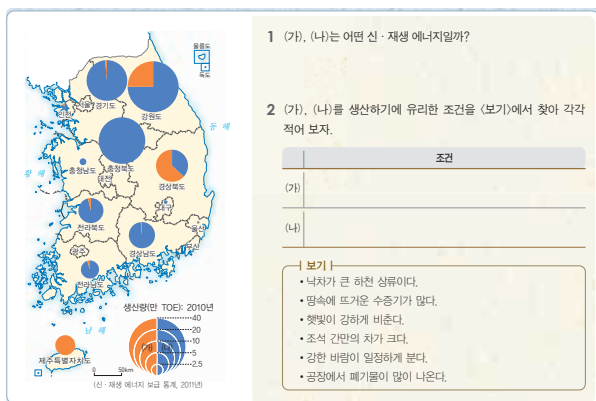 1 (가), (나)는 어떤 신·재생 에너지일까?
2 (가), (나)를 생산하기에 유리한 조건을 〈보기〉에서 찾아 각각
적어 보자.
조건
(가)
(나)
보기
• 낙차가 큰 하천 상류이다.
• 땅속에 뜨거운 수증기가 많다.
• 햇빛이 강하게 비춘다.
• 조석 간만의 차가 크다.
• 강한 바람이 일정하게 분다.
• 공장에서 폐기물이 많이 나온다.
울릉도
독도
서울
경기도
인천
강원도
동 해
황 해
충청남도
충청북도
대전
경상북도
대구
전라북도
울산
부산
광주
경상남도
전라남도
남 해
제주특별자치도
생산량(만 TOE): 2010년
40
20
10
5
2.5
(가) (나)
0 50km
(신·재생 에너지 보급 통계, 2011년)